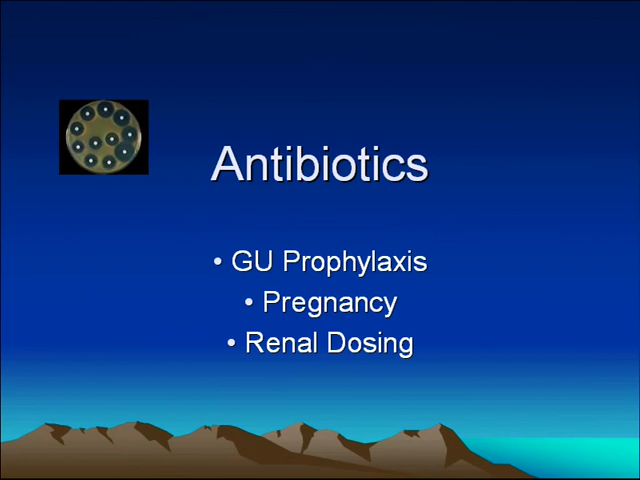 Antibiotics
• GU Prophylaxis
• Pregnancy
• Renal Dosing